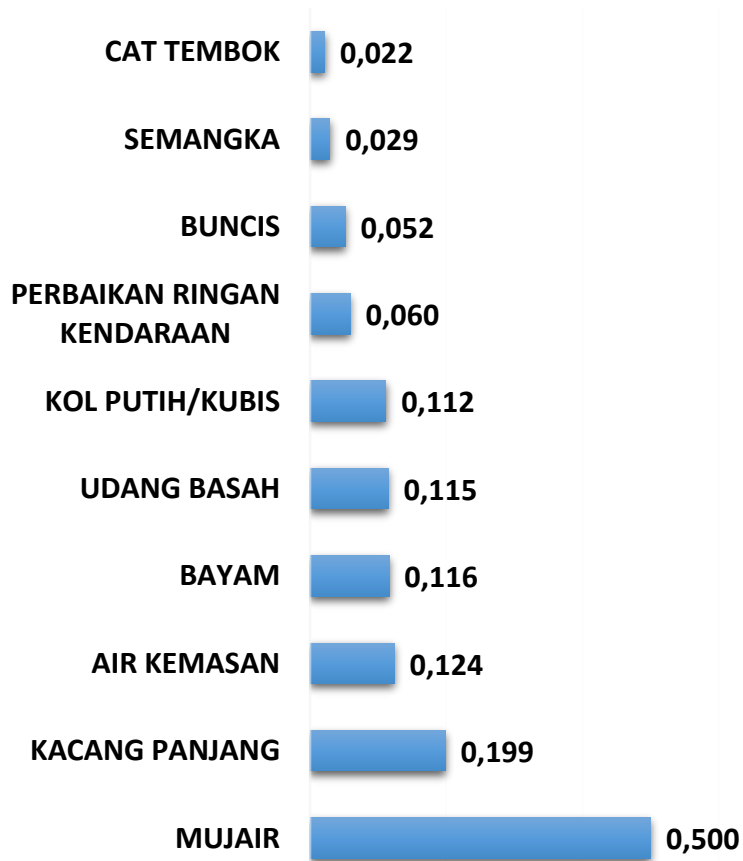 CAT TEMBOK 0,022
SEMANGKA 0,029
BUNCIS 0,052
PERBAIKAN RINGAN
KENDARAAN 0,060
KOL PUTIH/KUBIS 0,112
UDANG BASAH 0,115
BAYAM 0,116
AIR KEMASAN 0,124
KACANG PANJANG 0,199
MUJAIR 0,500